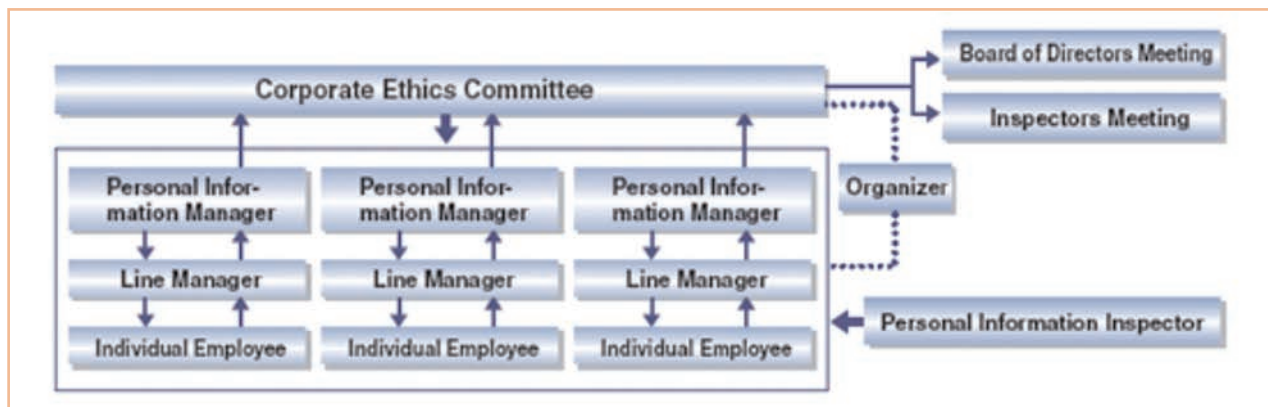 Board of Directors Meeting
Corporate Ethics Committee
Inspectors Meeting
Personal Infor-
mation Manager
Personal Infor-
mation Manager
Personal Infor-
mation Manager
Organizer
Line Manager
Line Manager
Line Manager
Personal Information Inspector
Individual Employee
Individual Employee
Individual Employee